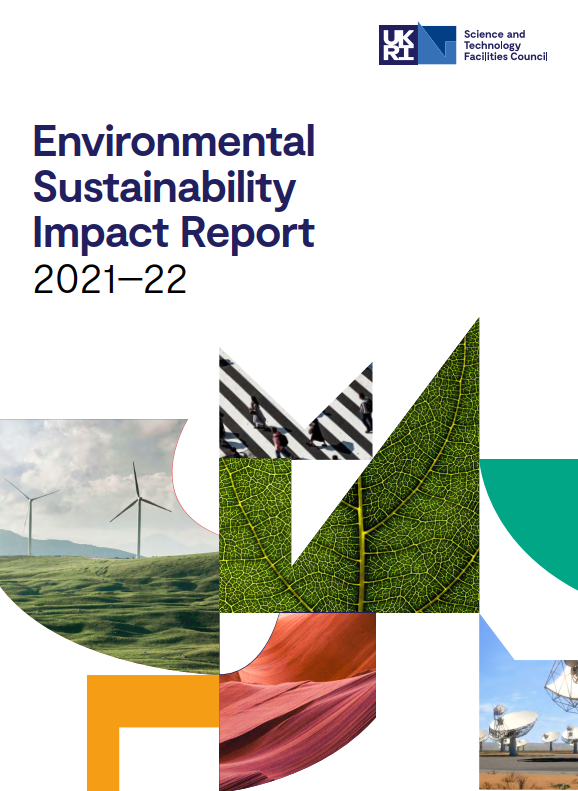 UK
RI
Science and
Technology
Facilities Council
Environmental
Sustainability
Impact Report
2021—22